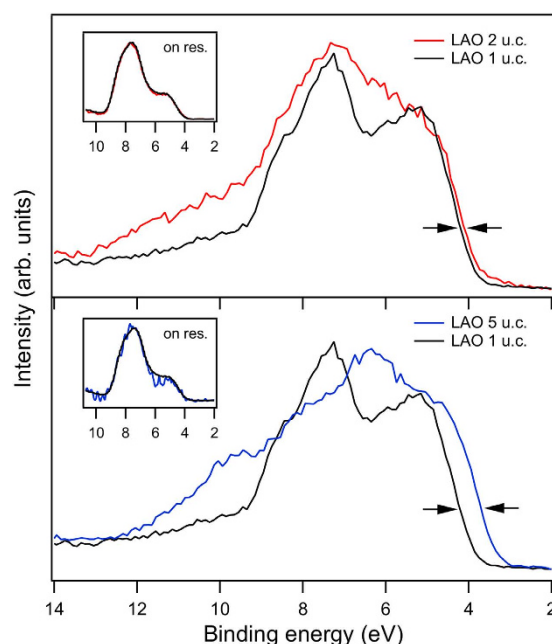 on res.
10 8 6 4 2
LAO 2 u.c.
LAO 1 u.c.
Intensity (arb. units)
on res.
10 8 6 4 2
LAO 5 u.c.
LAO 1 u.c.
14 12 10 8 6 4 2
Binding energy (eV)